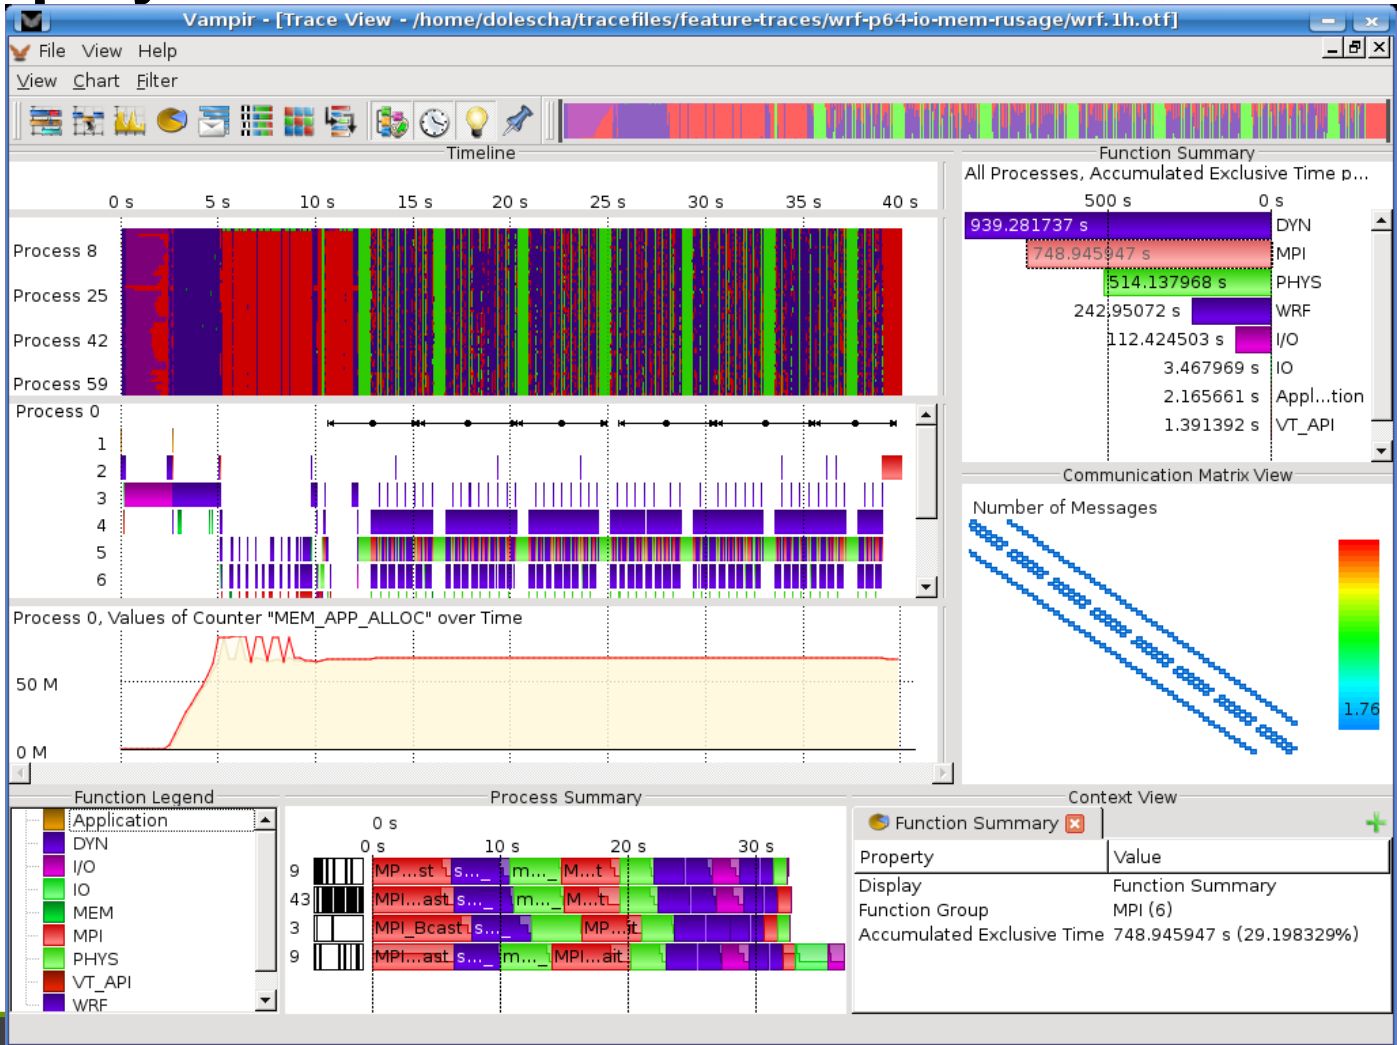 Vampir - [Trace View - /home/dolescha/tracefiles/feature-traces/wrf-p64-io-mem-rusage/wrf.1h.otf]
File View Help
View Chart Filter
Timeline
0 s 5 s 10 s 15 s 20 s 25 s 30 s 35 s 40 s
Process 8
Process 25
Process 42
Process 59
Process 0
1
2
3
4
5
6
Process 0, Values of Counter "MEM_APP_ALLOC" over Time
50 M
0 M
Function Summary
All Processes, Accumulated Exclusive Time p...
500 s 0 s
939.281737 s DYN
748.945947 s MPI
514.137968 s PHYS
242.95072 s WRF
112.424503 s I/O
3.467969 s IO
2.165661 s Appl...tion
1.391392 s VT_API
Communication Matrix View
Number of Messages
1.76
Function Legend
Application
DYN
I/O
IO
MEM
MPI
PHYS
VT_API
WRF
Process Summary
0 s
0 s 10 s 20 s 30 s
9 MP...st s..._ m..._ M...t
43 MPI...ast s..._ m..._ M...t
3 MPI_Bcast s..._ MP...it
9 MPI...ast s..._ m..._ MPI...ait
Context View
Function Summary
Property Value
Display Function Summary
Function Group MPI (6)
Accumulated Exclusive Time 748.945947 s (29.198329%)